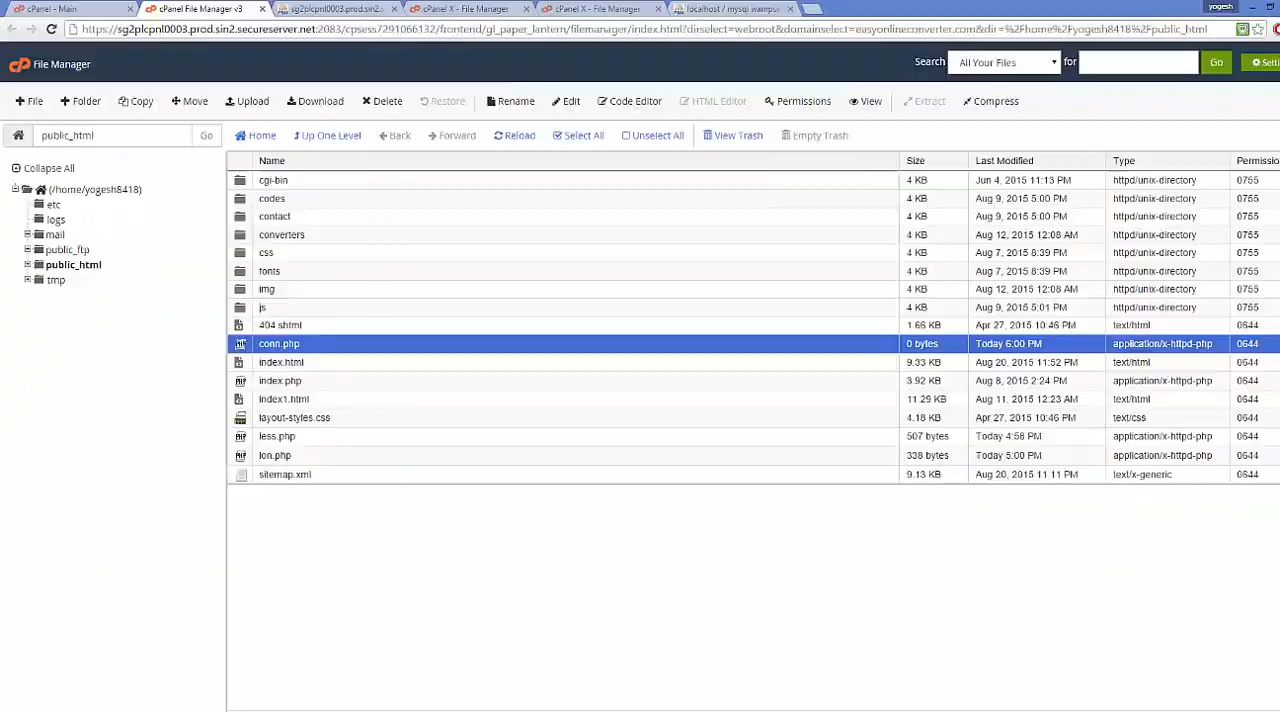 cPanel - Main
cPanel File Manager v3
sg2plcpnl0003.prod.sin2.
cPanel X - File Manager
cPanel X - File Manager
localhost / mysql wampse
yogesh
https://sg2plcpnl0003.prod.sin2.secureserver.net:2083/cpsess7291066132/frontend/gl_paper_lantern/filemanager/index.html?dirselect=webroot&domainselect=easyonlineconverter.com&dir=%2Fhome%2Fyogesh8418%2Fpublic_html
cP File Manager
Search All Your Files for Go Setti
File Folder Copy Move Upload Download Delete Restore Rename Edit Code Editor HTML Editor Permissions View Extract Compress
public_html Go Home Up One Level Back Forward Reload Select All Unselect All View Trash Empty Trash
Collapse All
(/home/yogesh8418)
etc
logs
mail
public_ftp
public_html
tmp
Name Size Last Modified Type Permissio
cgi-bin 4 KB Jun 4, 2015 11:13 PM httpd/unix-directory 0755
codes 4 KB Aug 9, 2015 5:00 PM httpd/unix-directory 0755
contact 4 KB Aug 9, 2015 5:00 PM httpd/unix-directory 0755
converters 4 KB Aug 12, 2015 12:08 AM httpd/unix-directory 0755
css 4 KB Aug 7, 2015 8:39 PM httpd/unix-directory 0755
fonts 4 KB Aug 7, 2015 8:39 PM httpd/unix-directory 0755
img 4 KB Aug 12, 2015 12:08 AM httpd/unix-directory 0755
js 4 KB Aug 9, 2015 5:01 PM httpd/unix-directory 0755
404.shtml 1.66 KB Apr 27, 2015 10:46 PM text/html 0644
conn.php 0 bytes Today 6:00 PM application/x-httpd-php 0644
index.html 9.33 KB Aug 20, 2015 11:52 PM text/html 0644
index.php 3.92 KB Aug 8, 2015 2:24 PM application/x-httpd-php 0644
index1.html 11.29 KB Aug 11, 2015 12:23 AM text/html 0644
layout-styles.css 4.18 KB Apr 27, 2015 10:46 PM text/css 0644
less.php 507 bytes Today 4:58 PM application/x-httpd-php 0644
lon.php 338 bytes Today 5:00 PM application/x-httpd-php 0644
sitemap.xml 9.13 KB Aug 20, 2015 11:11 PM text/x-generic 0644